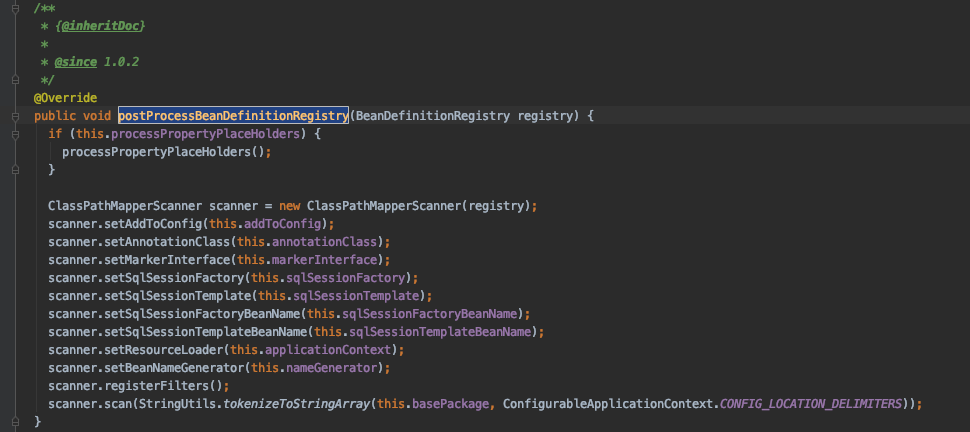 /**
 * {@inheritDoc}
 *
 * @since 1.0.2
 */
@Override
public void postProcessBeanDefinitionRegistry(BeanDefinitionRegistry registry) {
  if (this.processPropertyPlaceHolders) {
    processPropertyPlaceHolders();
  }

  ClassPathMapperScanner scanner = new ClassPathMapperScanner(registry);
  scanner.setAddToConfig(this.addToConfig);
  scanner.setAnnotationClass(this.annotationClass);
  scanner.setMarkerInterface(this.markerInterface);
  scanner.setSqlSessionFactory(this.sqlSessionFactory);
  scanner.setSqlSessionTemplate(this.sqlSessionTemplate);
  scanner.setSqlSessionFactoryBeanName(this.sqlSessionFactoryBeanName);
  scanner.setSqlSessionTemplateBeanName(this.sqlSessionTemplateBeanName);
  scanner.setResourceLoader(this.applicationContext);
  scanner.setBeanNameGenerator(this.nameGenerator);
  scanner.registerFilters();
  scanner.scan(StringUtils.tokenizeToStringArray(this.basePackage, ConfigurableApplicationContext.CONFIG_LOCATION_DELIMITERS));
}